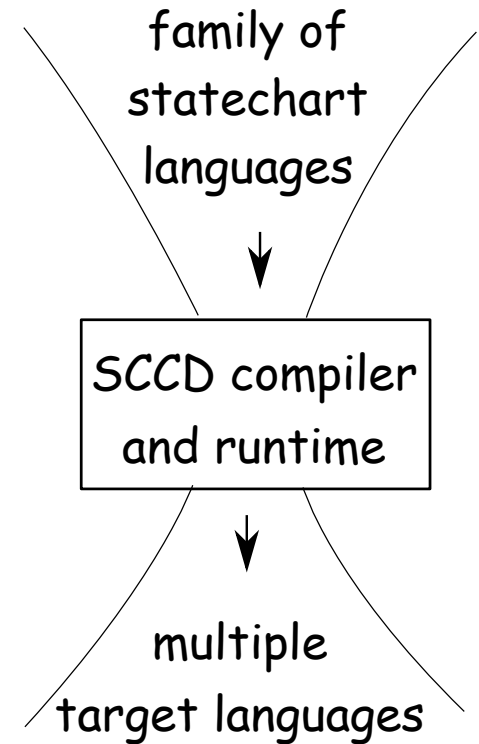 family of
statechart
languages
SCCD compiler
and runtime
multiple
target languages